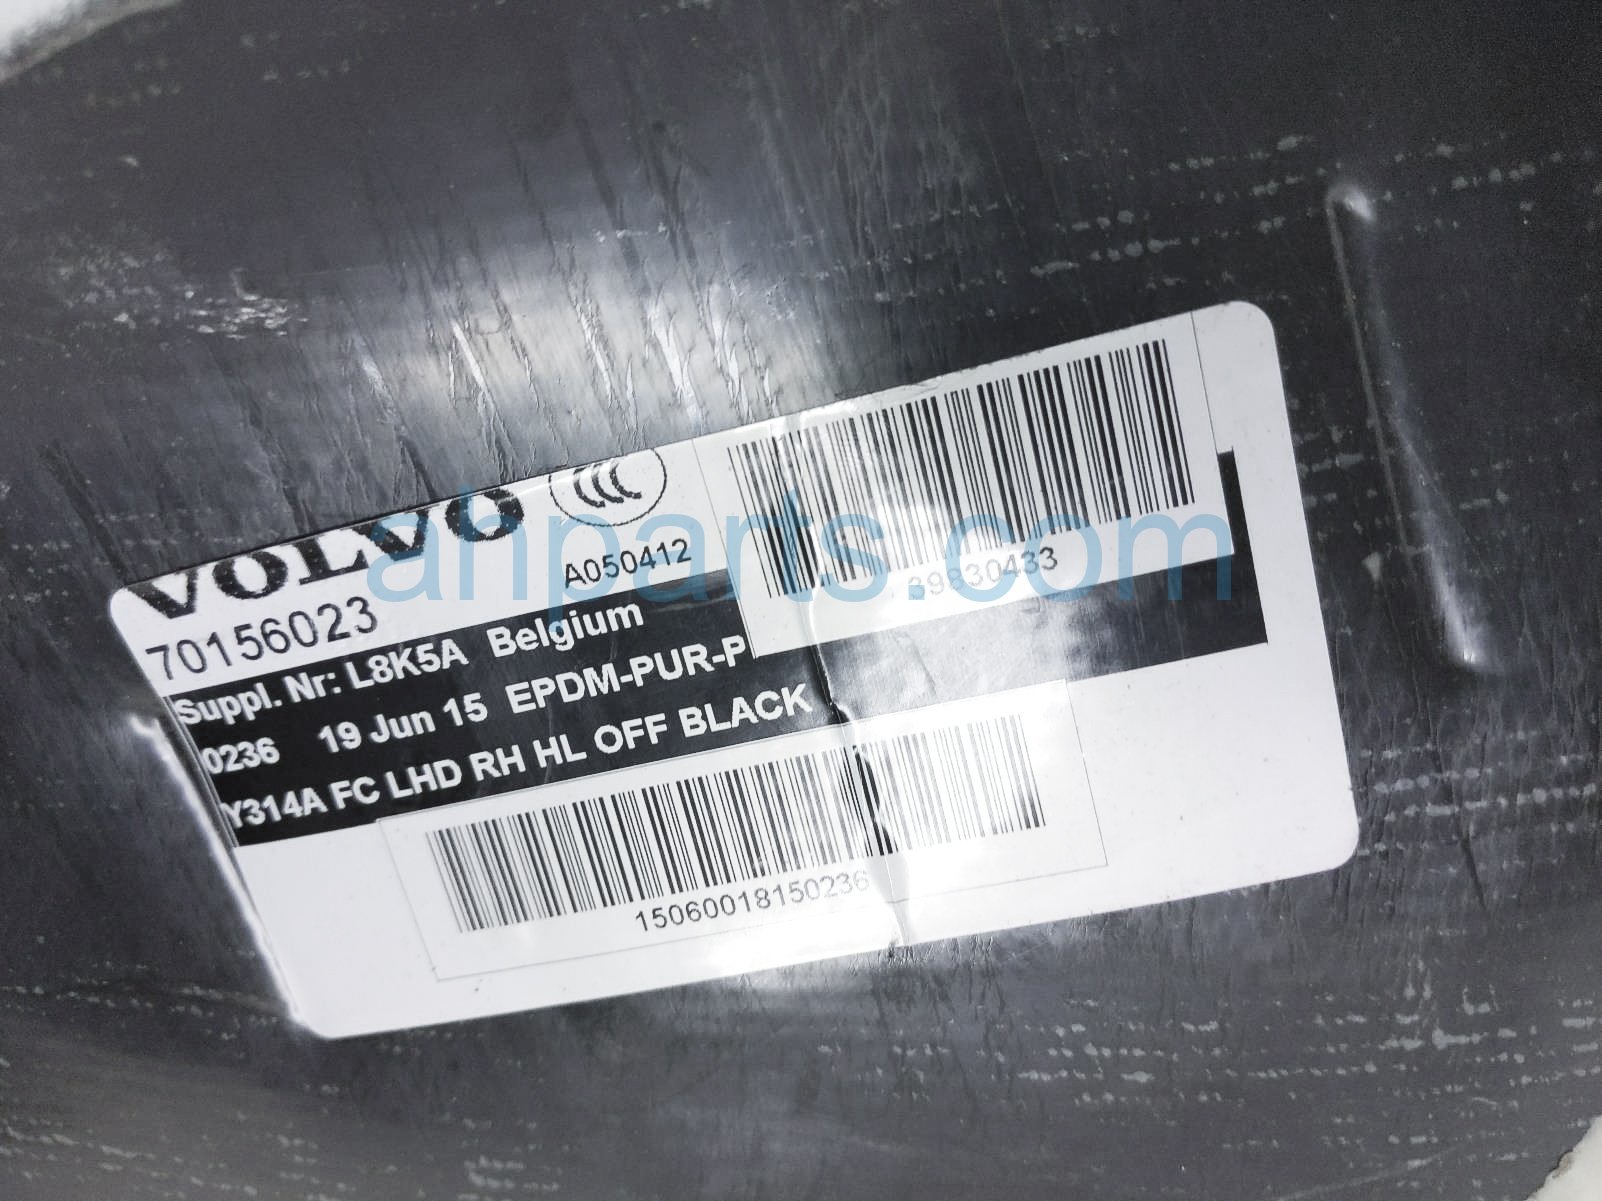 VOLVO
A050412
39830433
70156023
Suppl. Nr: L8K5A Belgium
0236 19 Jun 15 EPDM-PUR-P
Y314A FC LHD RH HL OFF BLACK
15060018150236
ahparts.com